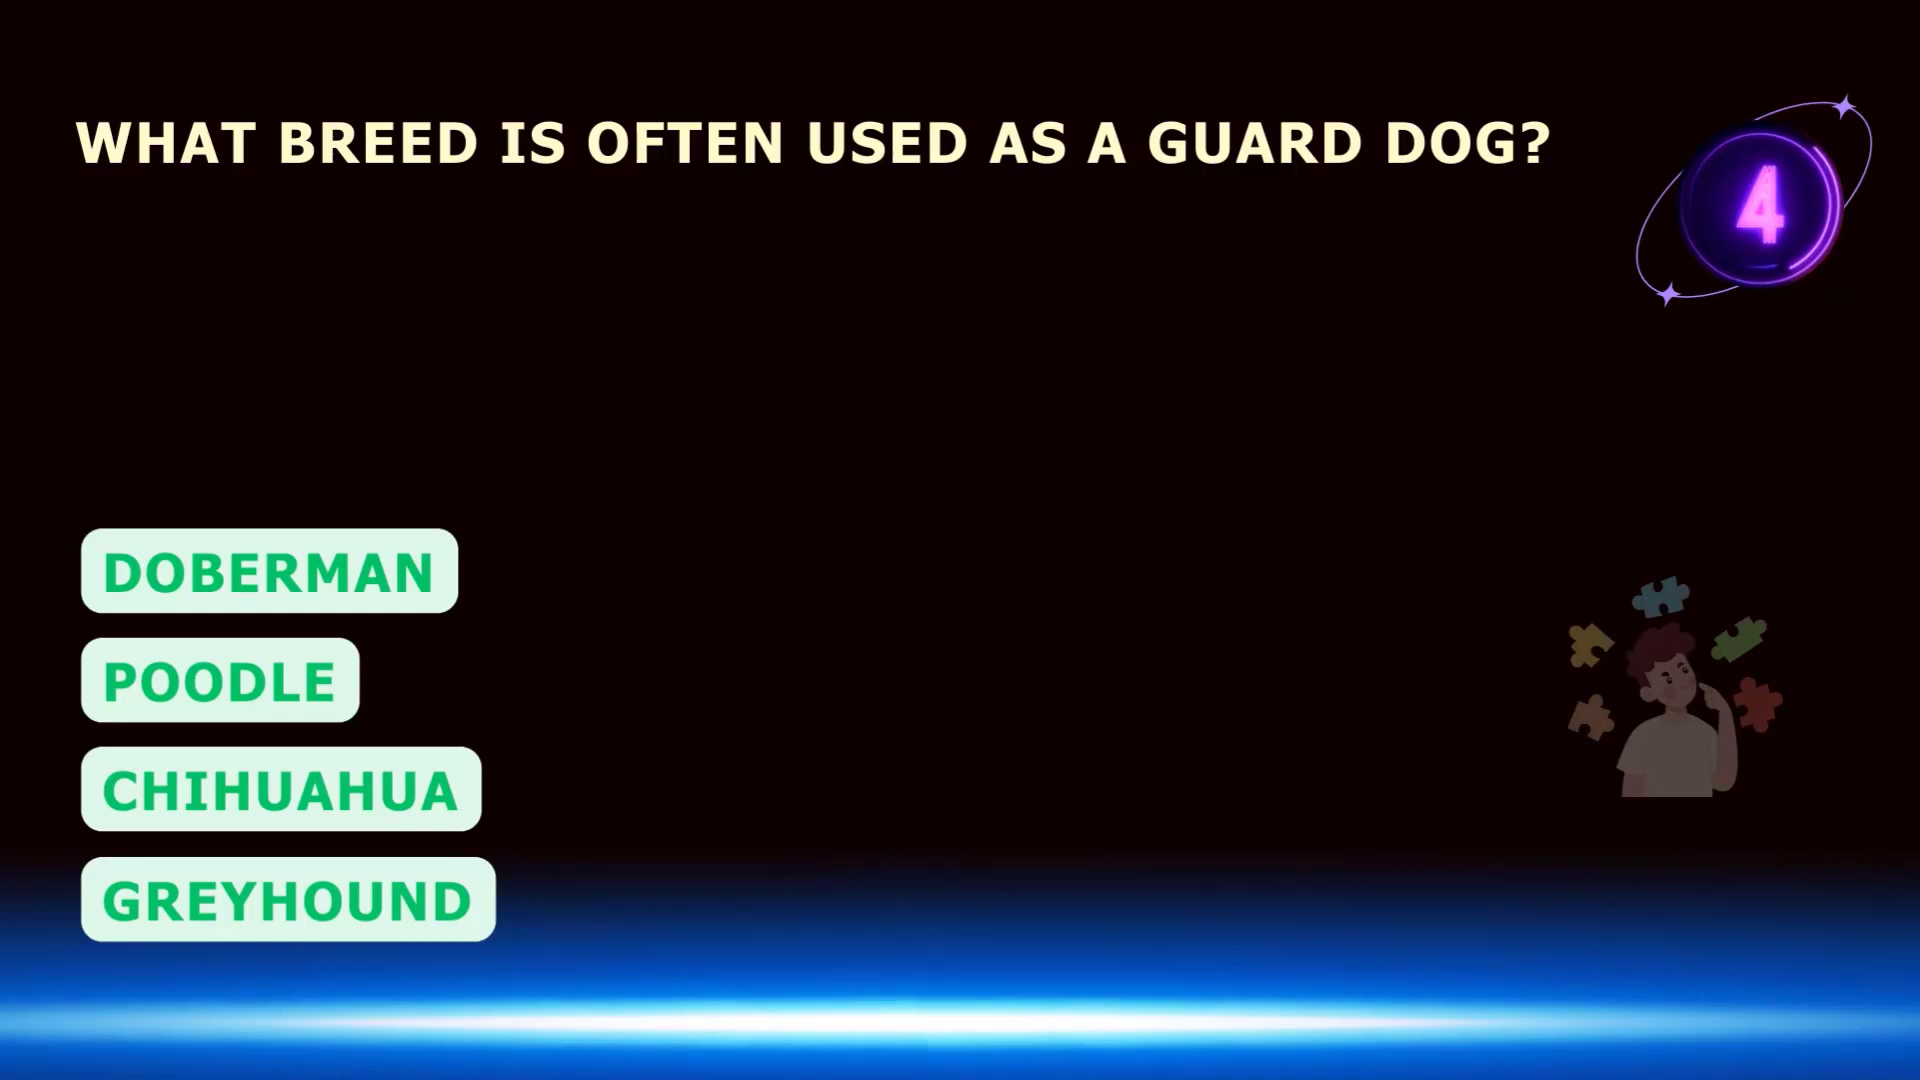 WHAT BREED IS OFTEN USED AS A GUARD DOG?
4
DOBERMAN
POODLE
CHIHUAHUA
GREYHOUND